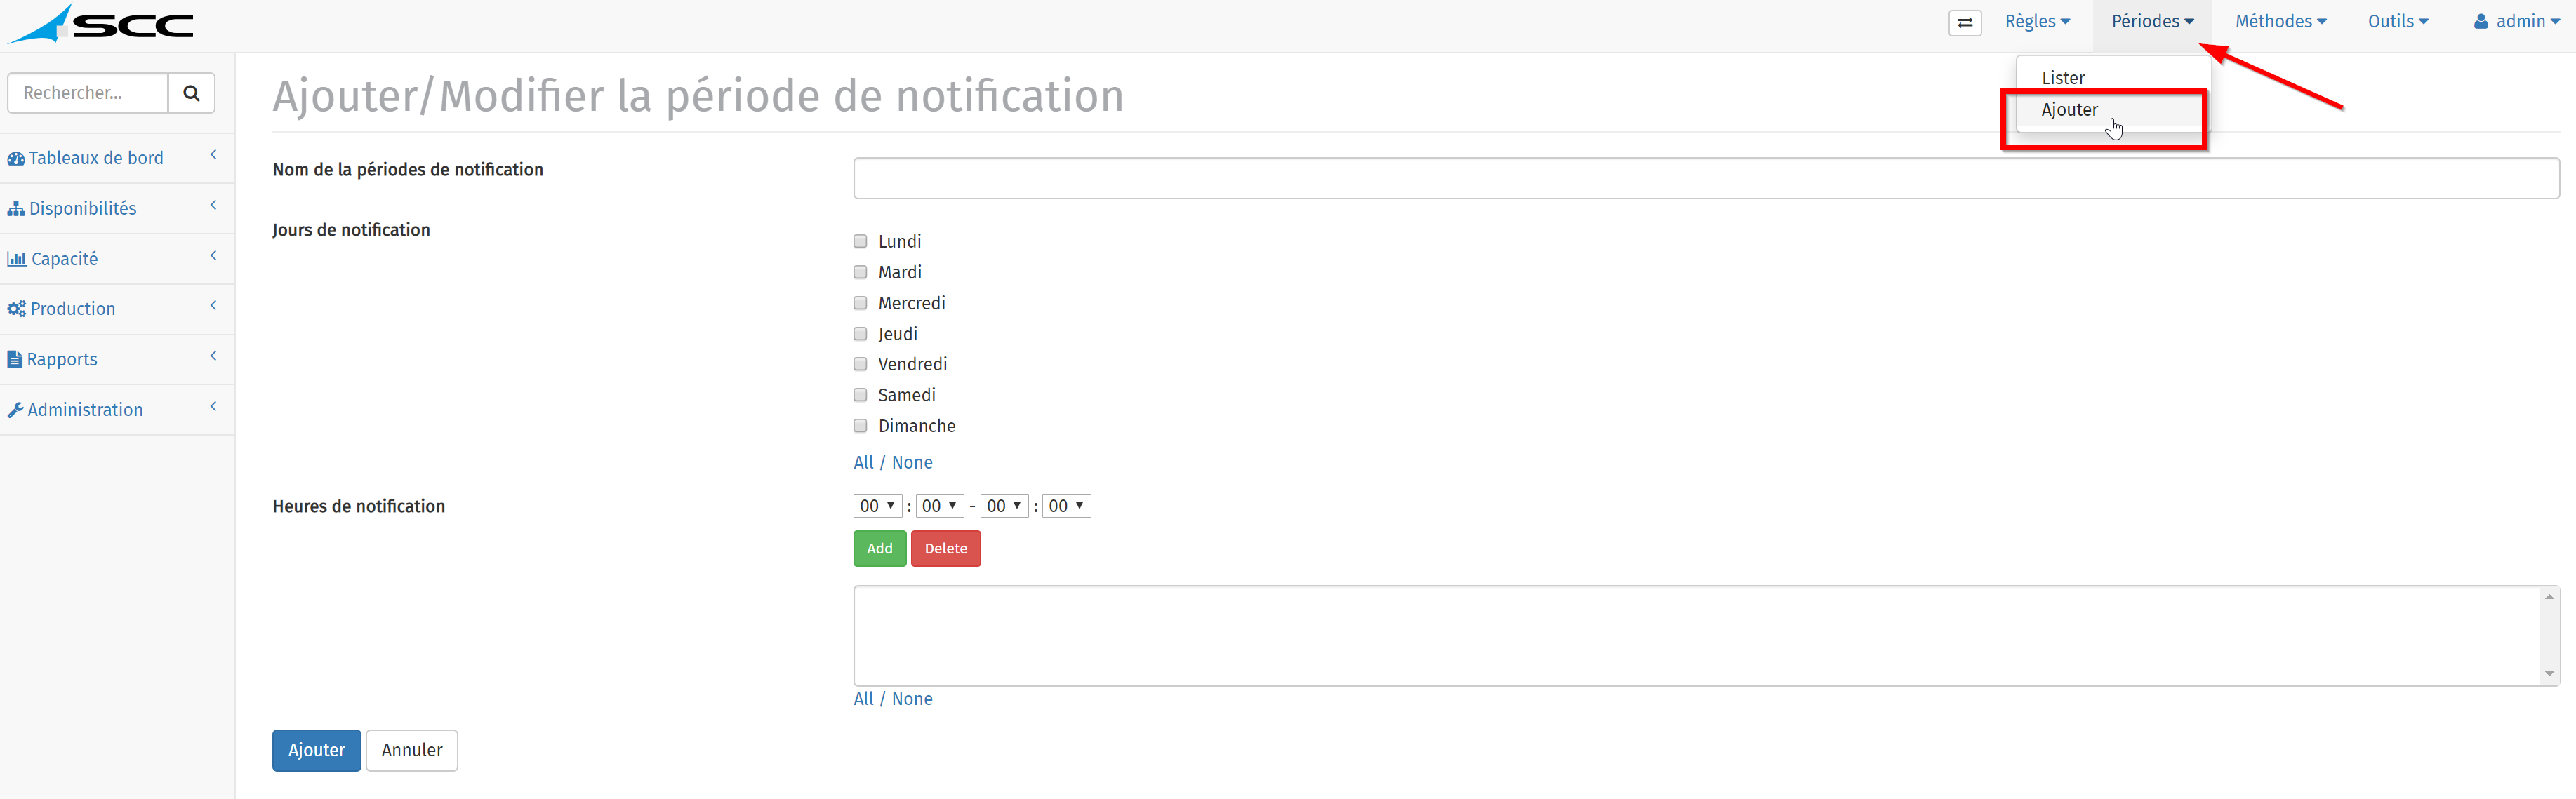 SCC
Règles
Périodes
Méthodes
Outils
admin
Lister
Ajouter
Rechercher...
Tableaux de bord
Disponibilités
Capacité
Production
Rapports
Administration
Ajouter/Modifier la période de notification
Nom de la périodes de notification
Jours de notification
Lundi
Mardi
Mercredi
Jeudi
Vendredi
Samedi
Dimanche
All / None
Heures de notification
00 : 00 - 00 : 00
Add Delete
All / None
Ajouter Annuler